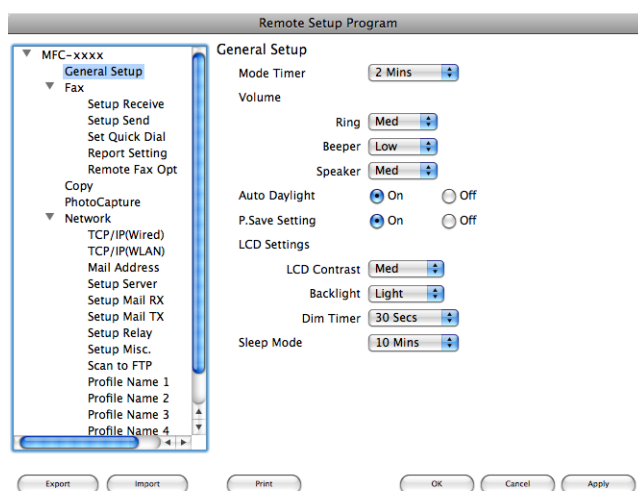 Remote Setup Program
MFC-xxxx
General Setup
Fax
Setup Receive
Setup Send
Set Quick Dial
Report Setting
Remote Fax Opt
Copy
PhotoCapture
Network
TCP/IP(Wired)
TCP/IP(WLAN)
Mail Address
Setup Server
Setup Mail RX
Setup Mail TX
Setup Relay
Setup Misc.
Scan to FTP
Profile Name 1
Profile Name 2
Profile Name 3
Profile Name 4
General Setup
Mode Timer 2 Mins
Volume
Ring Med
Beeper Low
Speaker Med
Auto Daylight On Off
P.Save Setting On Off
LCD Settings
LCD Contrast Med
Backlight Light
Dim Timer 30 Secs
Sleep Mode 10 Mins
Export Import Print OK Cancel Apply